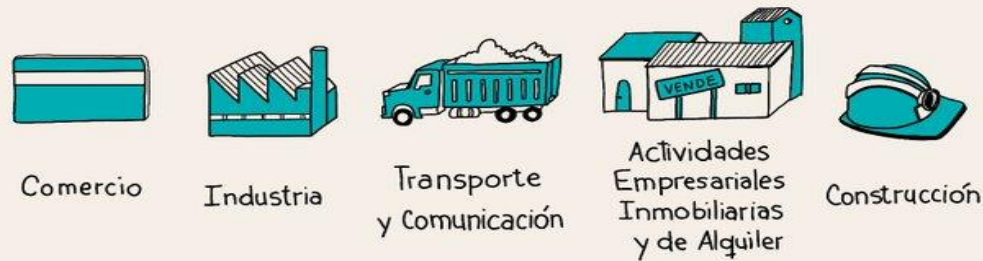 VENDE
Comercio
Industria
Transporte
y Comunicación
Actividades
Empresariales
Inmobiliarias
y de Alquiler
Construcción